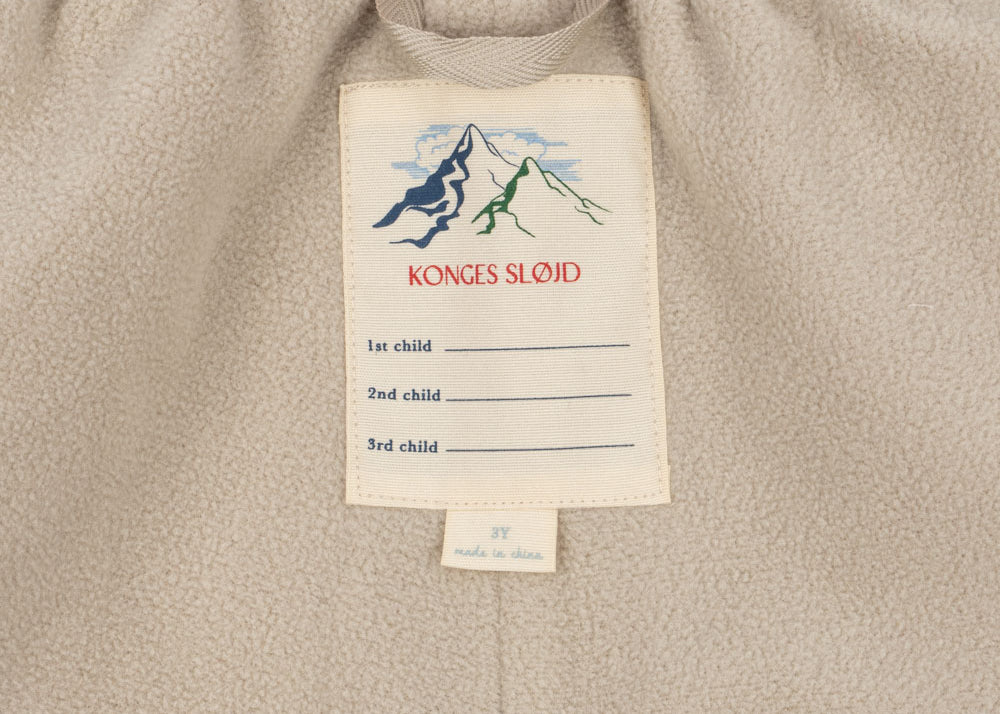 KONGES SLØJD
1st child
2nd child
3rd child
3Y
made in china